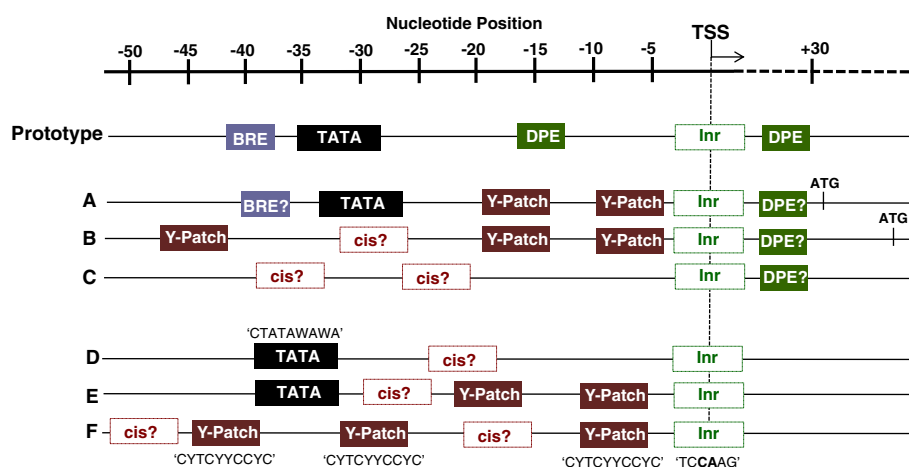 Nucleotide Position
TSS
-50 -45 -40 -35 -30 -25 -20 -15 -10 -5 +30
Prototype BRE TATA DPE Inr DPE
ATG
A BRE? TATA Y-Patch Y-Patch Inr DPE?
ATG
B Y-Patch cis? Y-Patch Y-Patch Inr DPE?
C cis? cis? Inr DPE?
‘CTATAWAWA’
D TATA cis? Inr
E TATA cis? Y-Patch Y-Patch Inr
F cis? Y-Patch Y-Patch cis? Y-Patch Inr
‘CYTCYYCCYC’ ‘CYTCYYCCYC’ ‘CYTCYYCCYC’ ‘TCCAAG’